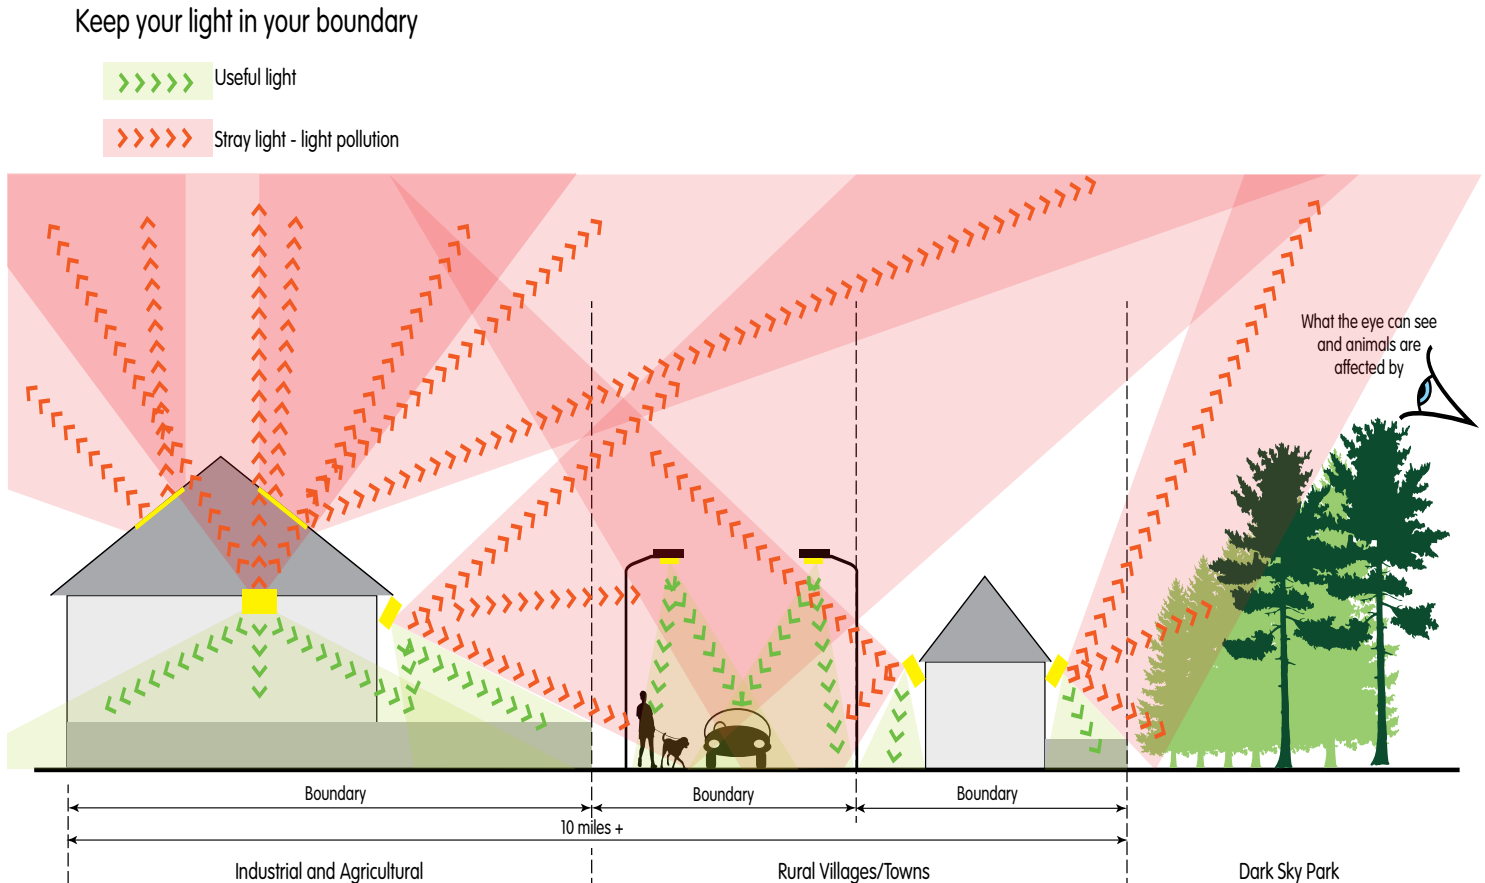 Keep your light in your boundary
Useful light
Stray light - light pollution
What the eye can see
and animals are
affected by
Boundary
Boundary
Boundary
10 miles +
Industrial and Agricultural
Rural Villages/Towns
Dark Sky Park